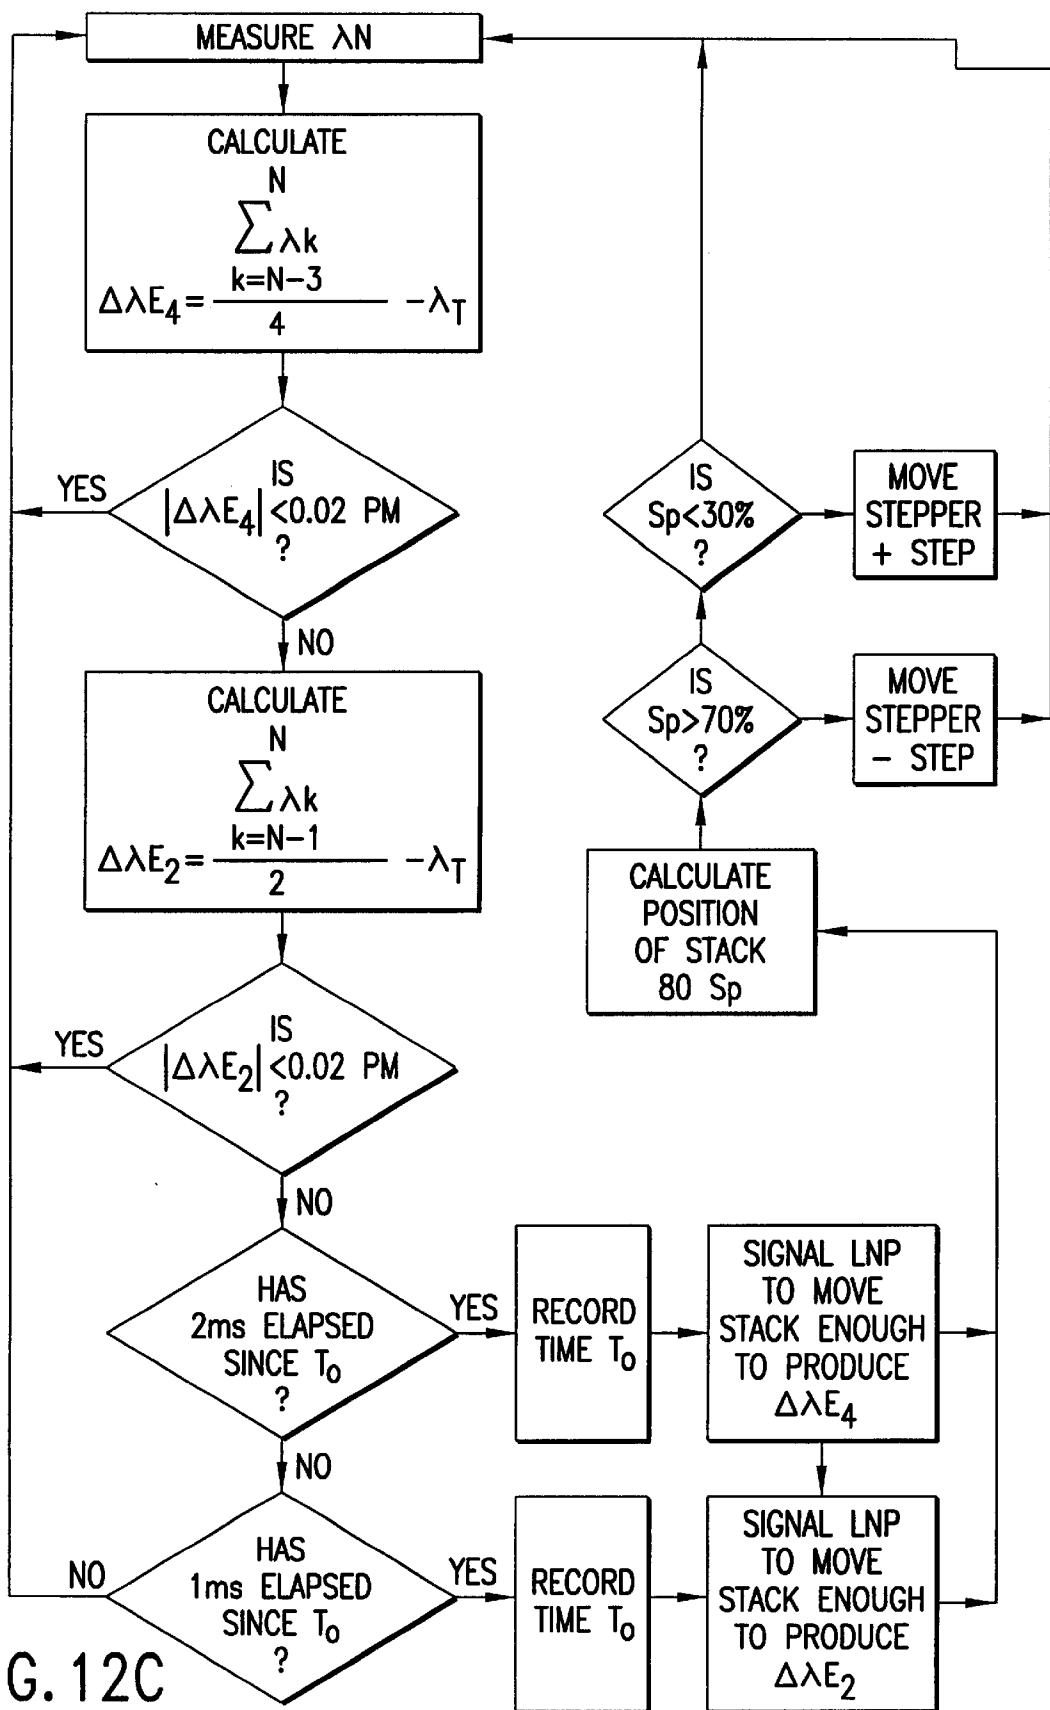 MEASURE λN
CALCULATE
N
∑ λk
k=N-3
ΔλE₄= -λT
4
IS
|ΔλE₄| <0.02 PM
?
YES
NO
CALCULATE
N
∑ λk
k=N-1
ΔλE₂= -λT
2
IS
|ΔλE₂| <0.02 PM
?
YES
NO
HAS
2ms ELAPSED
SINCE T₀
?
YES
NO
RECORD
TIME T₀
SIGNAL LNP
TO MOVE
STACK ENOUGH
TO PRODUCE
ΔλE₄
HAS
1ms ELAPSED
SINCE T₀
?
NO
YES
RECORD
TIME T₀
SIGNAL LNP
TO MOVE
STACK ENOUGH
TO PRODUCE
ΔλE₂
CALCULATE
POSITION
OF STACK
80 Sp
IS
Sp>70%
?
MOVE
STEPPER
- STEP
IS
Sp<30%
?
MOVE
STEPPER
+ STEP
G.12C